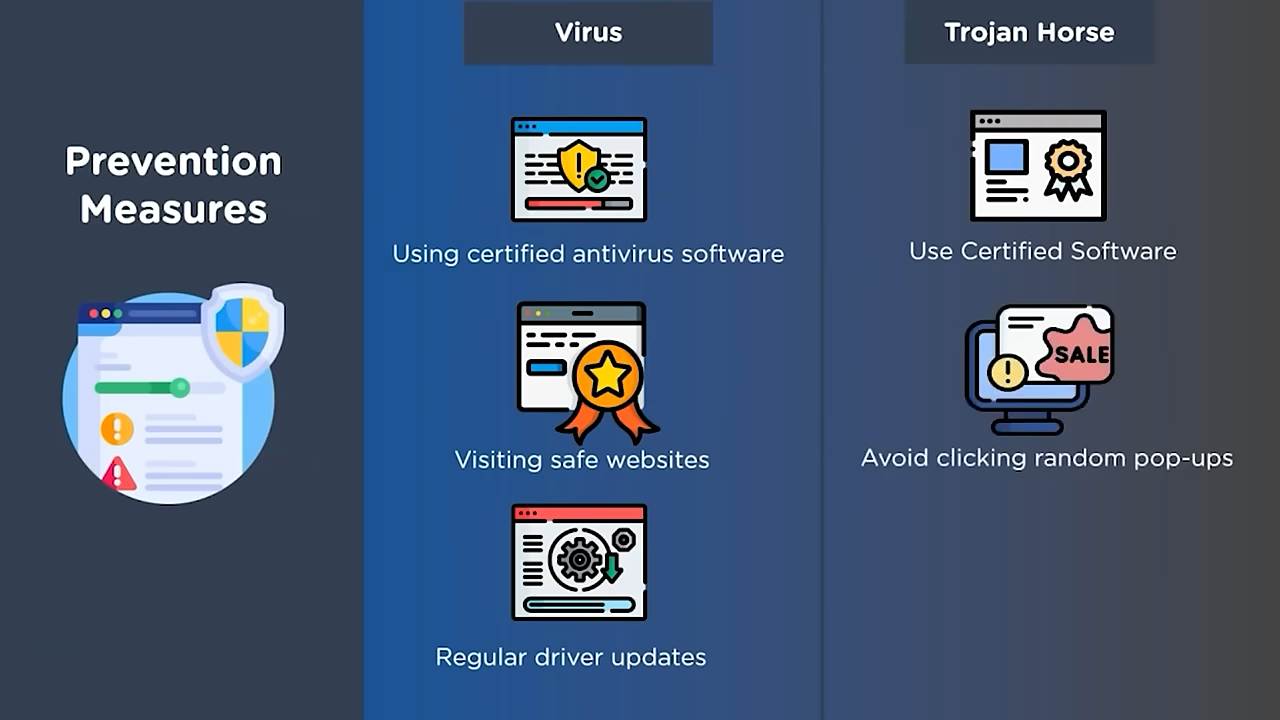 Prevention
Measures
Virus
Using certified antivirus software
Visiting safe websites
Regular driver updates
Trojan Horse
Use Certified Software
SALE
Avoid clicking random pop-ups